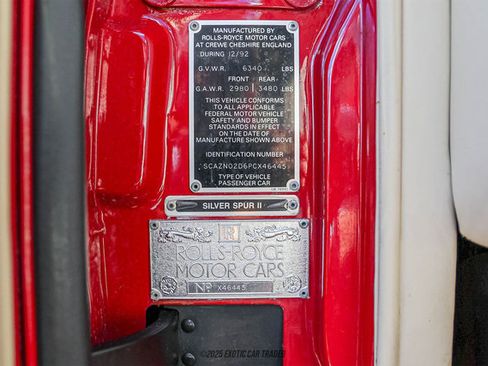 MANUFACTURED BY
ROLLS-ROYCE MOTOR CARS
AT CREWE CHESHIRE ENGLAND
DURING 12/92
G.V.W.R. 6340 LBS
FRONT REAR
G.A.W.R. 2980 3480 LBS
THIS VEHICLE CONFORMS
TO ALL APPLICABLE
FEDERAL MOTOR VEHICLE
SAFETY AND BUMPER
STANDARDS IN EFFECT
ON THE DATE OF
MANUFACTURE SHOWN ABOVE
IDENTIFICATION NUMBER
SCAZN02D6PCX46445
TYPE OF VEHICLE
PASSENGER CAR
SILVER SPUR II
ROLLS-ROYCE
MOTOR CARS
Nº X46445
©2025 EXOTIC CAR TRADER